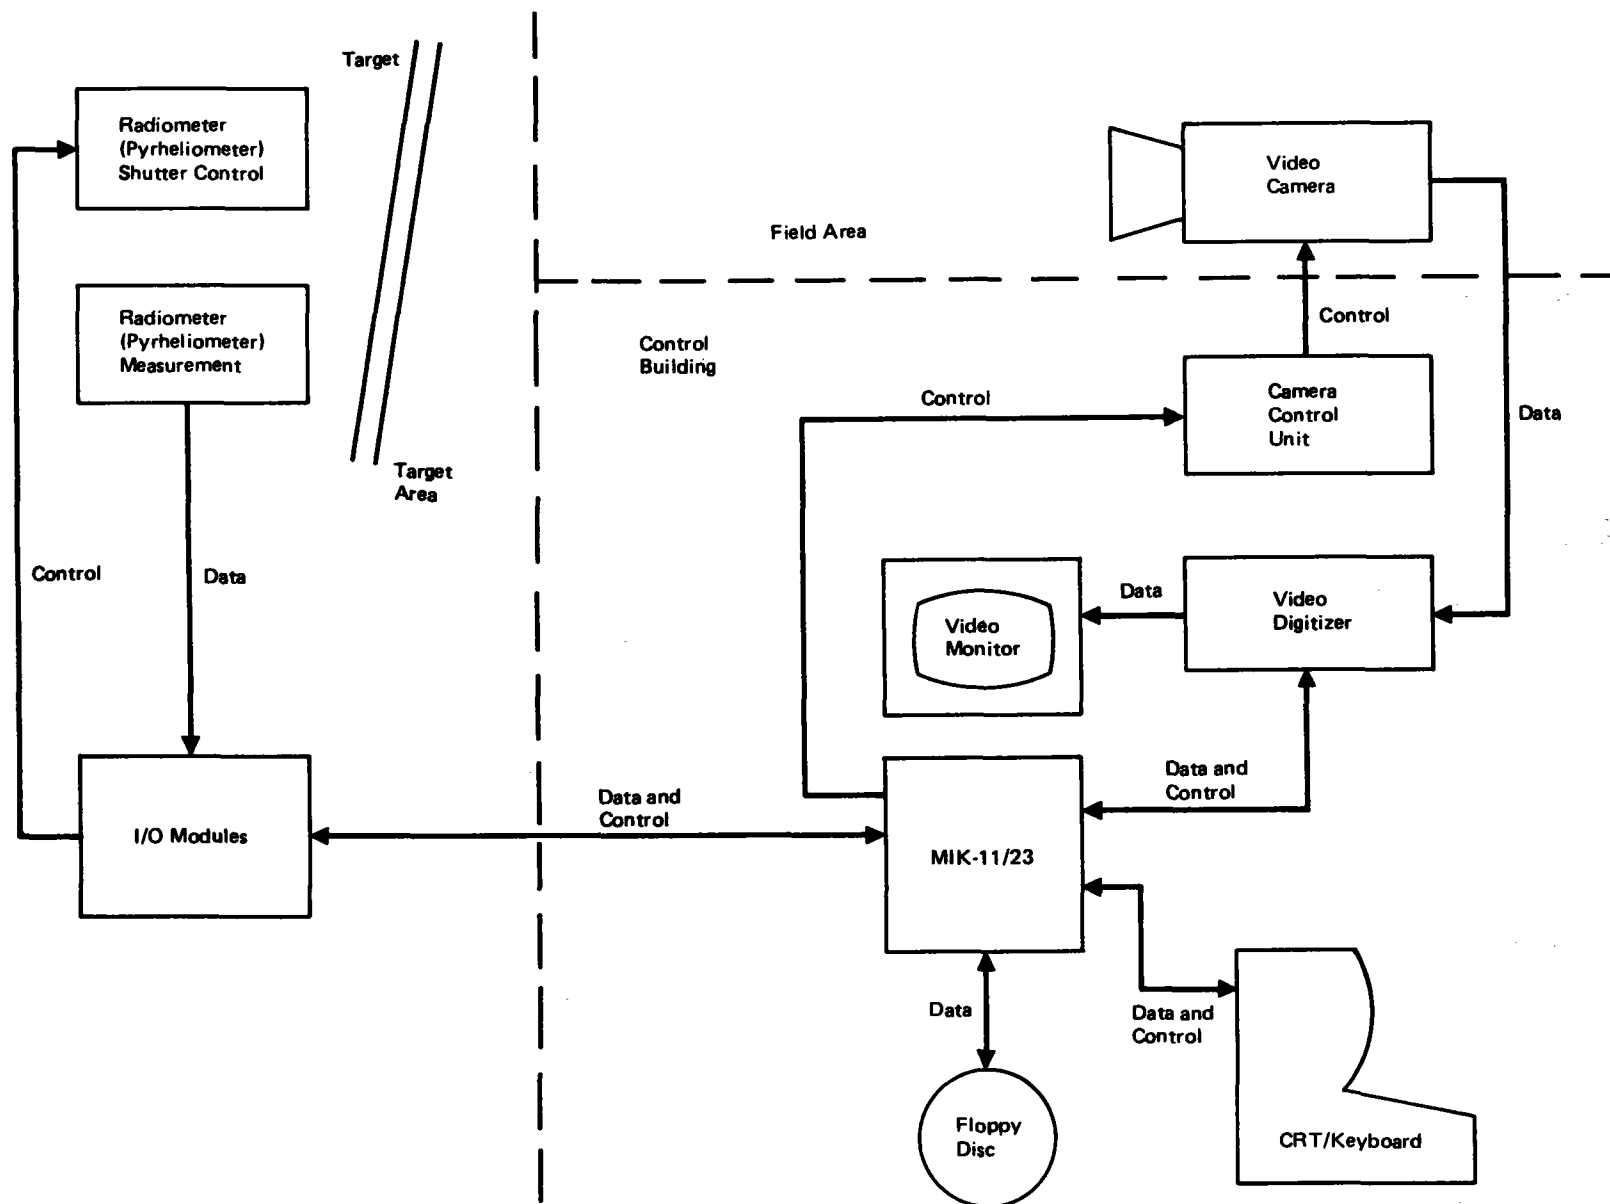 Target
Radiometer
(Pyrheliometer)
Shutter Control
Video
Camera
Field Area
Radiometer
(Pyrheliometer)
Measurement
Control
Control
Building
Camera
Control
Unit
Control
Data
Target
Area
Control
Data
Data
Video
Digitizer
Video
Monitor
Data and
Control
Data and
Control
I/O Modules
MIK-11/23
Data
Data and
Control
Floppy
Disc
CRT/Keyboard